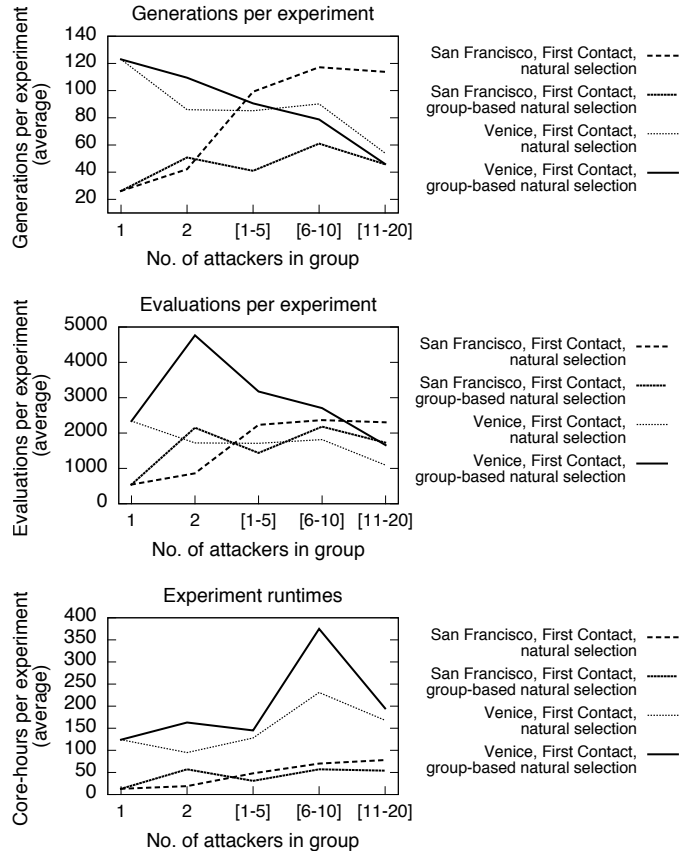 Generations per experiment
Generations per experiment
(average)
140
120
100
80
60
40
20
1 2 [1-5] [6-10] [11-20]
No. of attackers in group
San Francisco, First Contact,
natural selection
San Francisco, First Contact,
group-based natural selection
Venice, First Contact,
natural selection
Venice, First Contact,
group-based natural selection
Evaluations per experiment
Evaluations per experiment
(average)
5000
4000
3000
2000
1000
0
1 2 [1-5] [6-10] [11-20]
No. of attackers in group
San Francisco, First Contact,
natural selection
San Francisco, First Contact,
group-based natural selection
Venice, First Contact,
natural selection
Venice, First Contact,
group-based natural selection
Experiment runtimes
Core-hours per experiment
(average)
400
350
300
250
200
150
100
50
0
1 2 [1-5] [6-10] [11-20]
No. of attackers in group
San Francisco, First Contact,
natural selection
San Francisco, First Contact,
group-based natural selection
Venice, First Contact,
natural selection
Venice, First Contact,
group-based natural selection